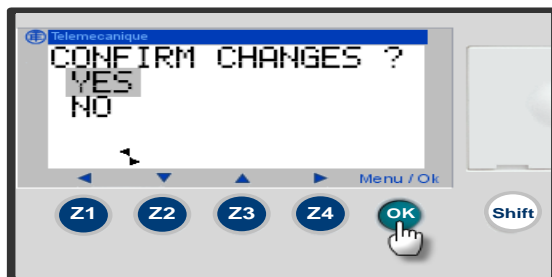 Telemecanique
CONFIRM CHANGES ?
YES
NO
Menu / Ok
Z1 Z2 Z3 Z4 OK Shift